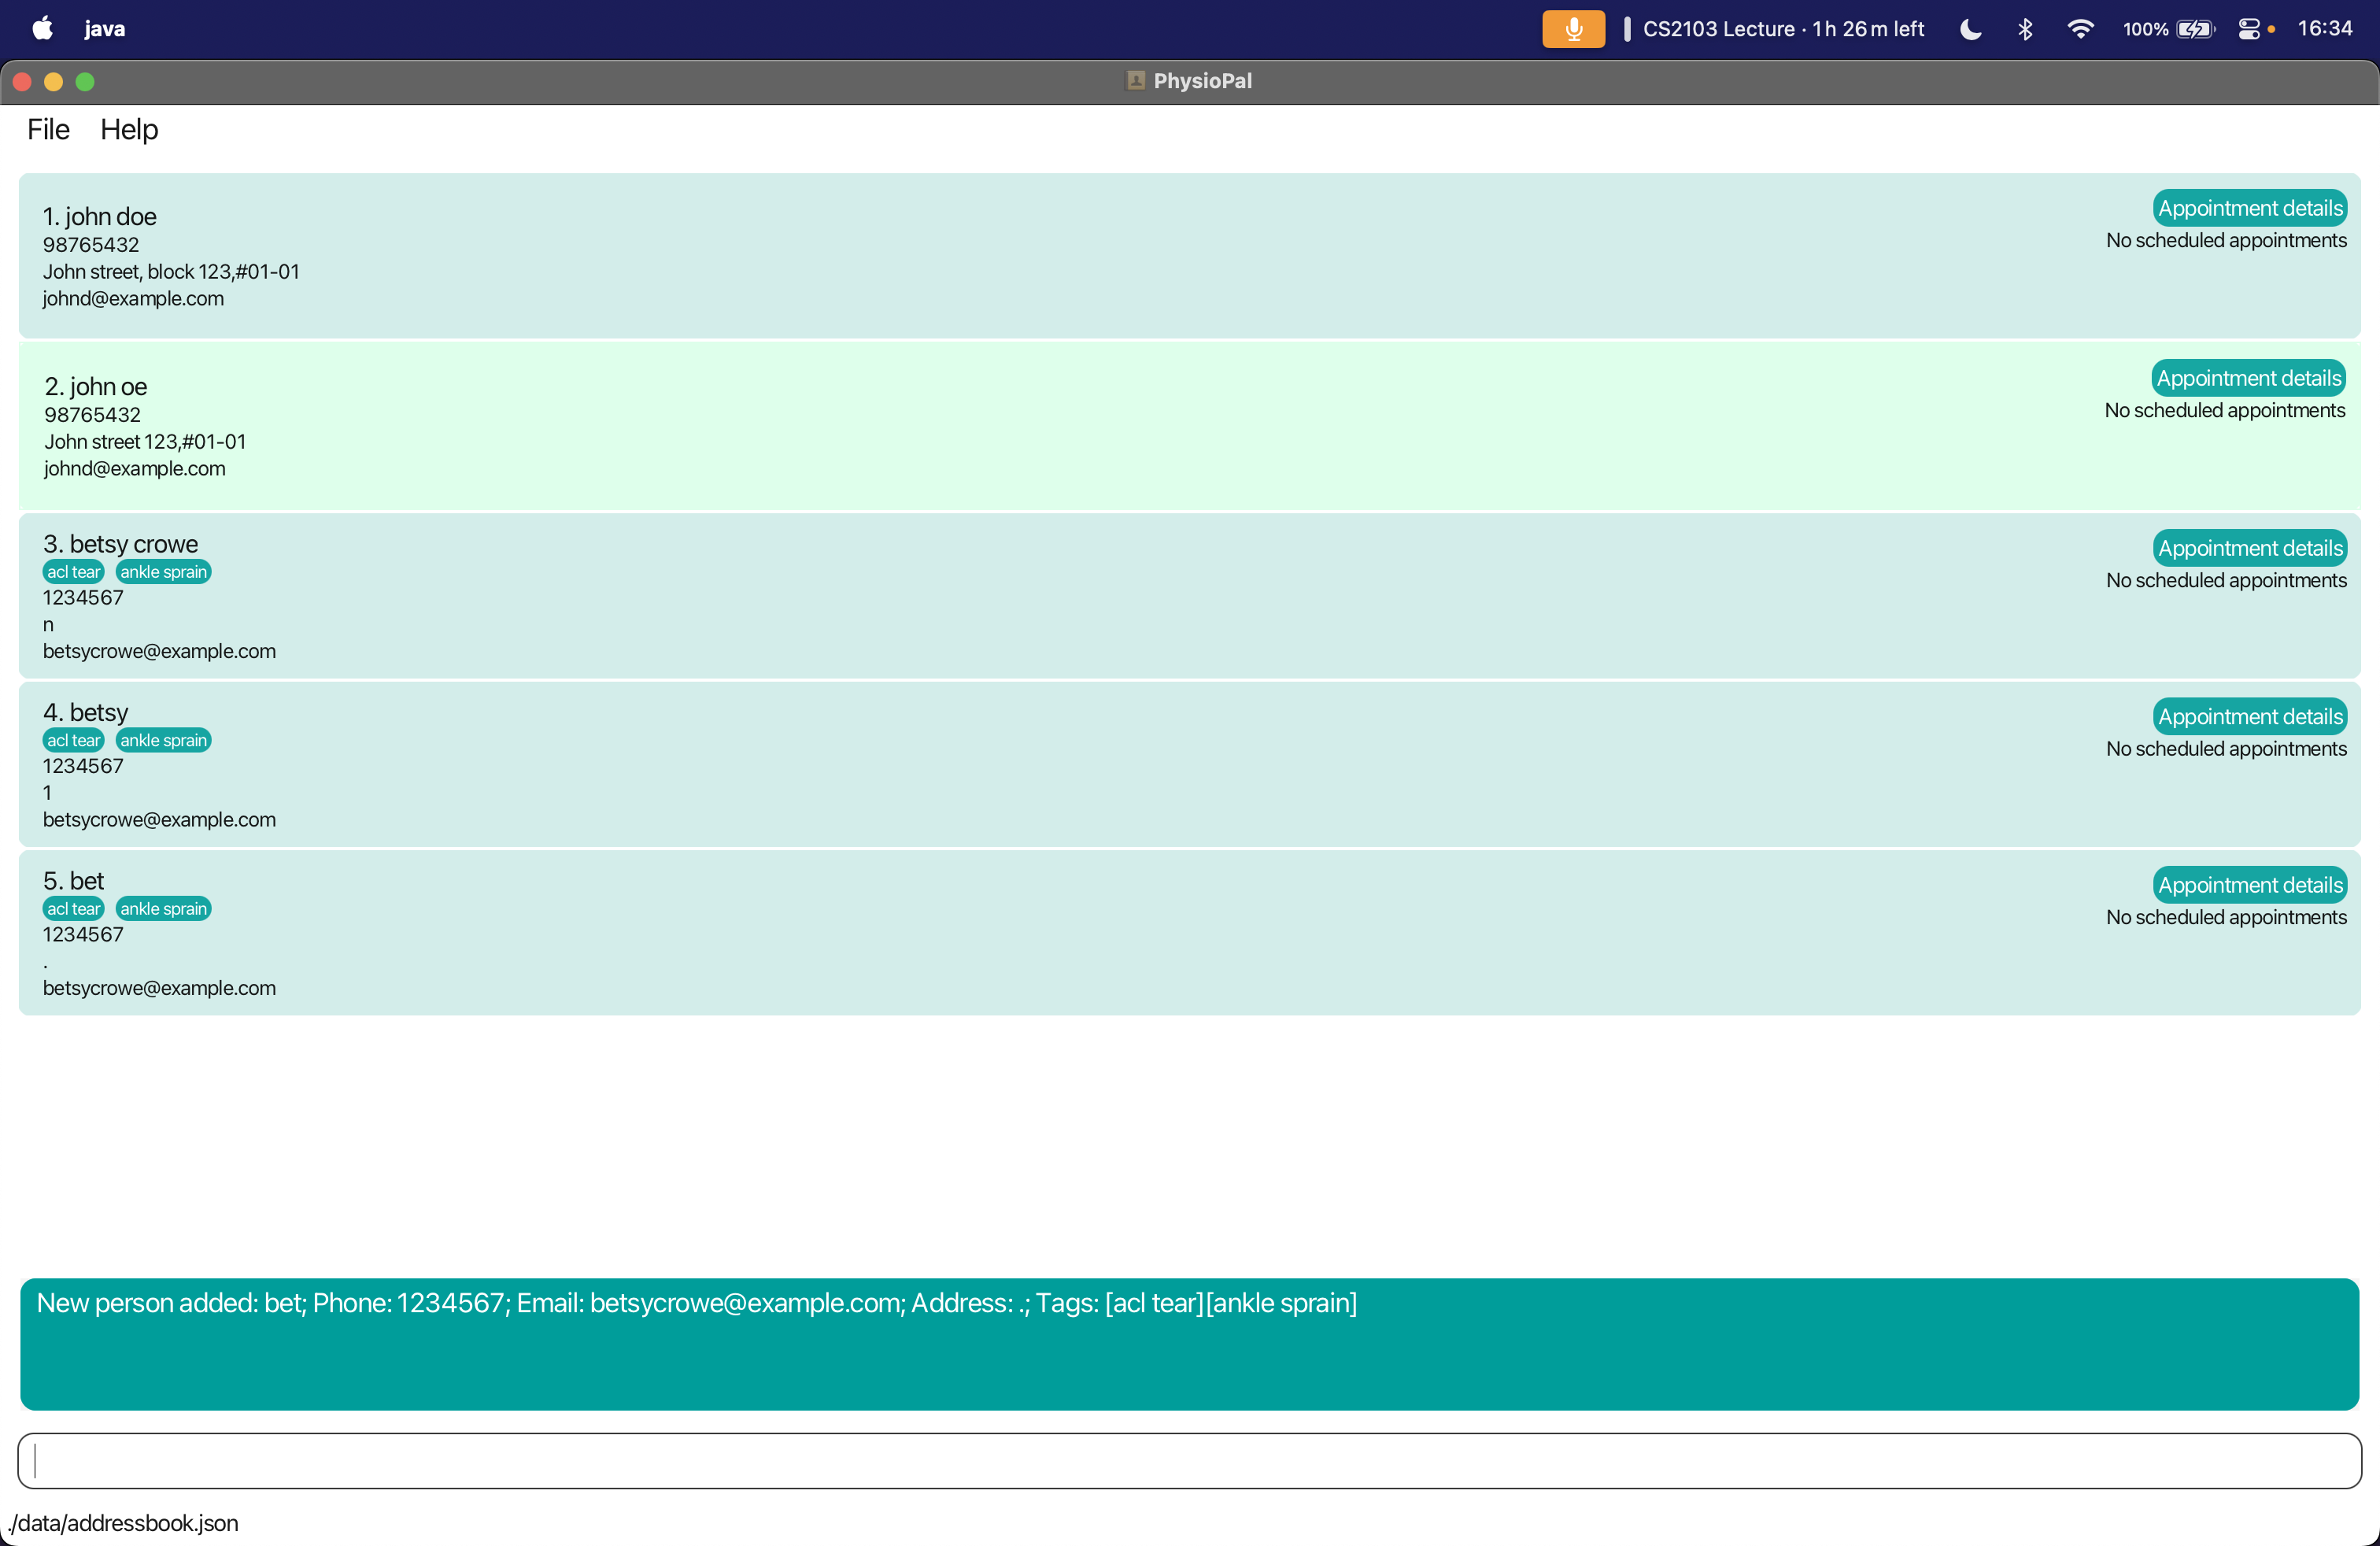 java
CS2103 Lecture · 1h 26m left
100%
16:34
PhysioPal
File Help
1. john doe
98765432
John street, block 123,#01-01
johnd@example.com
Appointment details
No scheduled appointments
2. john oe
98765432
John street 123,#01-01
johnd@example.com
Appointment details
No scheduled appointments
3. betsy crowe
acl tear ankle sprain
1234567
n
betsycrowe@example.com
Appointment details
No scheduled appointments
4. betsy
acl tear ankle sprain
1234567
1
betsycrowe@example.com
Appointment details
No scheduled appointments
5. bet
acl tear ankle sprain
1234567
.
betsycrowe@example.com
Appointment details
No scheduled appointments
New person added: bet; Phone: 1234567; Email: betsycrowe@example.com; Address: .; Tags: [acl tear][ankle sprain]
./data/addressbook.json